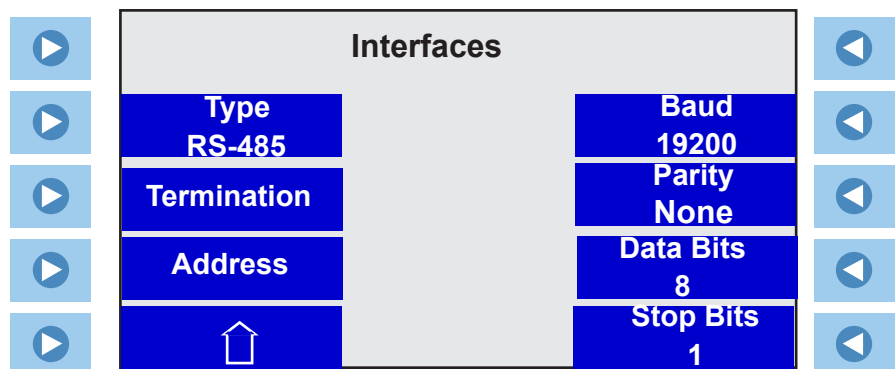 Interfaces
Type
RS-485
Termination
Address
Baud
19200
Parity
None
Data Bits
8
Stop Bits
1